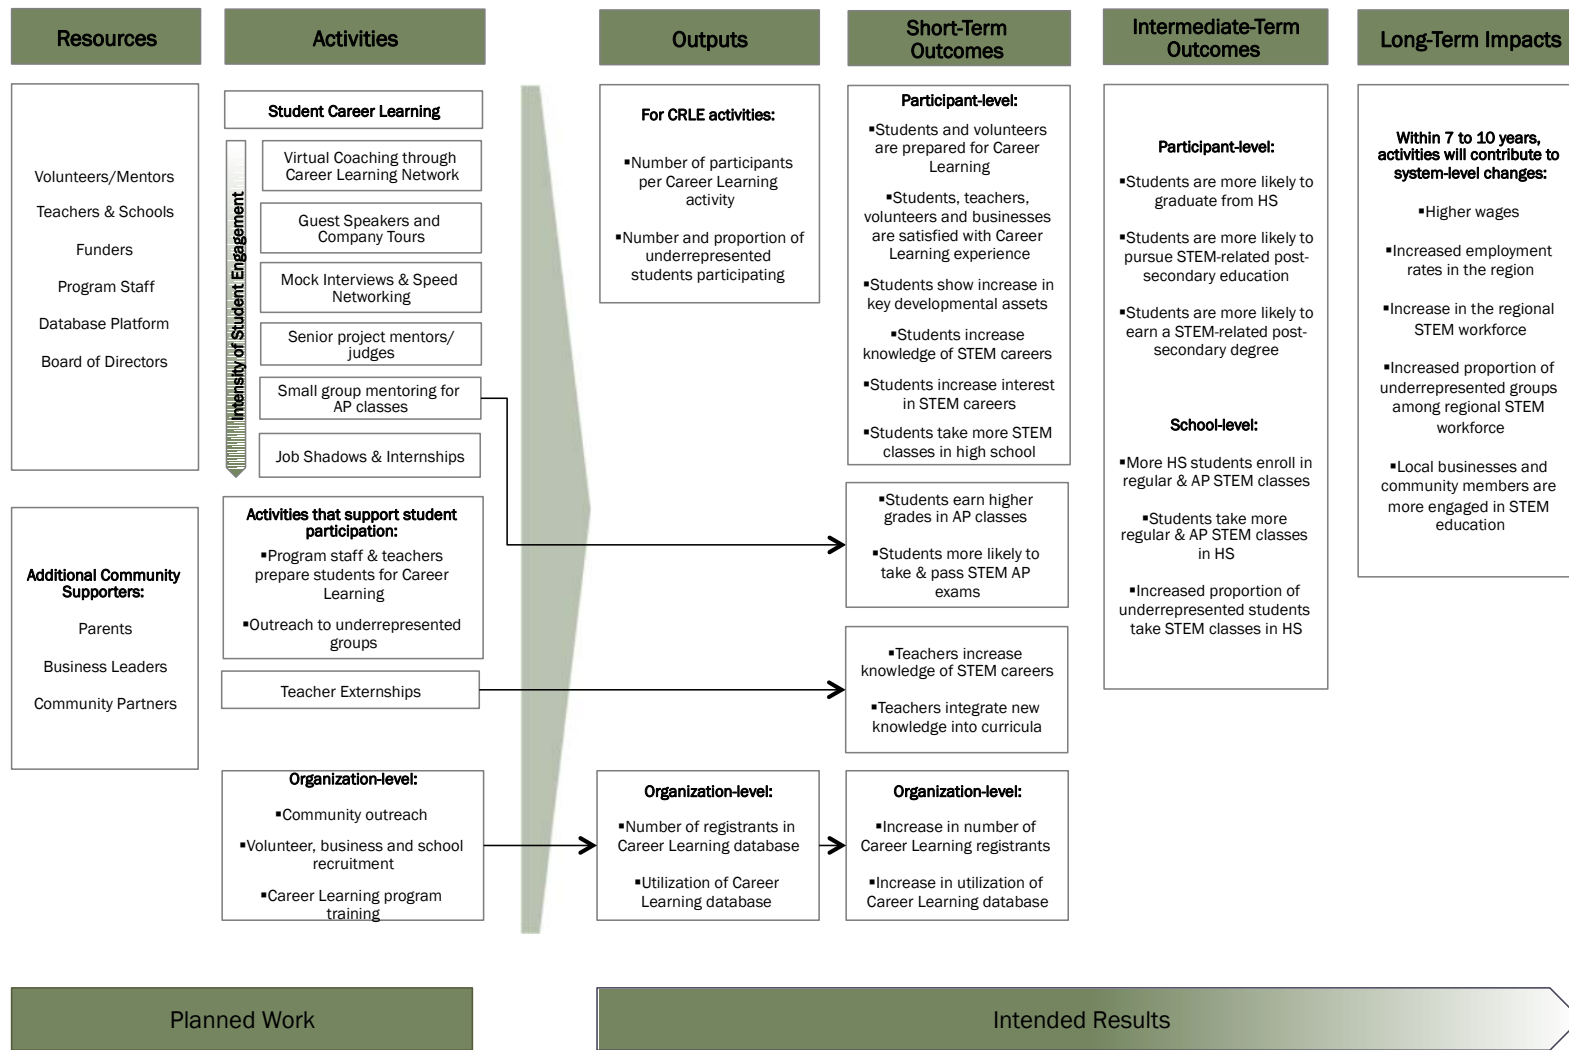 Resources
Activities
Outputs
Short-Term
Outcomes
Intermediate-Term
Outcomes
Long-Term Impacts
Volunteers/Mentors
Teachers & Schools
Funders
Program Staff
Database Platform
Board of Directors
Additional Community
Supporters:
Parents
Business Leaders
Community Partners
Student Career Learning
Intensity of Student Engagement
Virtual Coaching through
Career Learning Network
Guest Speakers and
Company Tours
Mock Interviews & Speed
Networking
Senior project mentors/
judges
Small group mentoring for
AP classes
Job Shadows & Internships
Activities that support student
participation:
▪Program staff & teachers
prepare students for Career
Learning
▪Outreach to underrepresented
groups
Teacher Externships
Organization-level:
▪Community outreach
▪Volunteer, business and school
recruitment
▪Career Learning program
training
For CRLE activities:
▪Number of participants
per Career Learning
activity
▪Number and proportion of
underrepresented
students participating
Organization-level:
▪Number of registrants in
Career Learning database
▪Utilization of Career
Learning database
Participant-level:
▪Students and volunteers
are prepared for Career
Learning
▪Students, teachers,
volunteers and businesses
are satisfied with Career
Learning experience
▪Students show increase in
key developmental assets
▪Students increase
knowledge of STEM careers
▪Students increase interest
in STEM careers
▪Students take more STEM
classes in high school
▪Students earn higher
grades in AP classes
▪Students more likely to
take & pass STEM AP
exams
▪Teachers increase
knowledge of STEM careers
▪Teachers integrate new
knowledge into curricula
Organization-level:
▪Increase in number of
Career Learning registrants
▪Increase in utilization of
Career Learning database
Participant-level:
▪Students are more likely to
graduate from HS
▪Students are more likely to
pursue STEM-related post-
secondary education
▪Students are more likely to
earn a STEM-related post-
secondary degree
School-level:
▪More HS students enroll in
regular & AP STEM classes
▪Students take more
regular & AP STEM classes
in HS
▪Increased proportion of
underrepresented students
take STEM classes in HS
Within 7 to 10 years,
activities will contribute to
system-level changes:
▪Higher wages
▪Increased employment
rates in the region
▪Increase in the regional
STEM workforce
▪Increased proportion of
underrepresented groups
among regional STEM
workforce
▪Local businesses and
community members are
more engaged in STEM
education
Planned Work
Intended Results